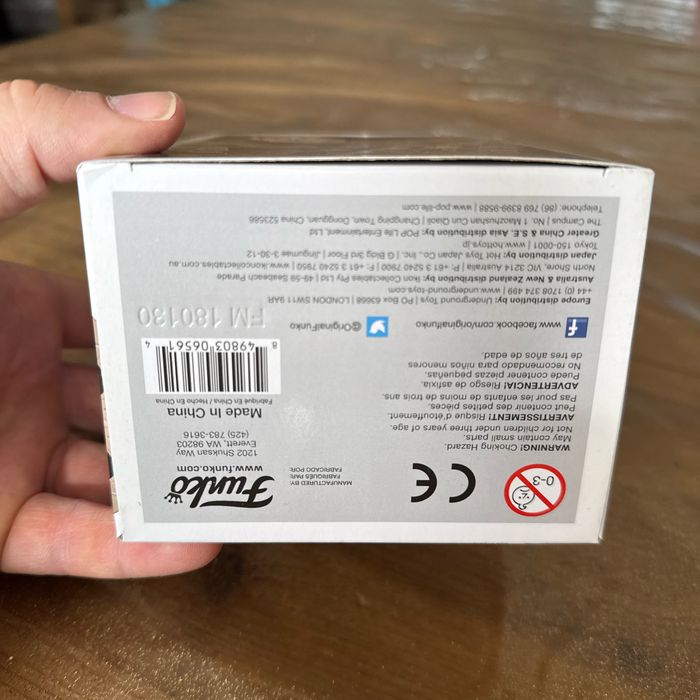 0-3
CE
MANUFACTURED BY:
FABRIQUÉS PAR:
FABRICADO POR:
Funko
www.funko.com
1202 Shuksan Way
Everett, WA 98203
(425) 783-3616
WARNING! Choking Hazard.
May contain small parts.
Not for children under three years of age.
AVERTISSEMENT! Risque d'étouffement.
Peut contenir des petites pièces.
Pas pour les enfants de moins de trois ans.
ADVERTENCIA! Riesgo de asfixia.
Puede contener piezas pequeñas.
No recomendado para niños menores
de tres años de edad.
Made In China
Fabriqué En China / Hecho En China
8 49803 06561 4
www.facebook.com/originalfunko
@OriginalFunko
FM 180130
Europe distribution by: Underground Toys | PO Box 63668 LONDON SW11 9AR
+44 (0) 1708 374 499 | www.underground-toys.com
Australia & New Zealand distribution by: Ikon Collectables Pty Ltd | 49-59 Seabeach Parade
North Shore, VIC 3214 Australia | P: +61 3 5240 7900 | F: +61 3 5240 7950 | www.ikoncollectables.com.au
Japan distribution by: Hot Toys Japan Co., Inc. | IG Bldg 3rd Floor | Jingumae 3-30-12
Tokyo 150-0001 | www.hottoys.jp
Greater China & S.E. Asia distribution by: POP Life Entertainment, Ltd
The Campus | No. 1 Maozhushan Cun Qiaoli | Changping Town, Dongguan, China 523586
Telephone: (86) 769 8399-9588 | www.pop-life.com